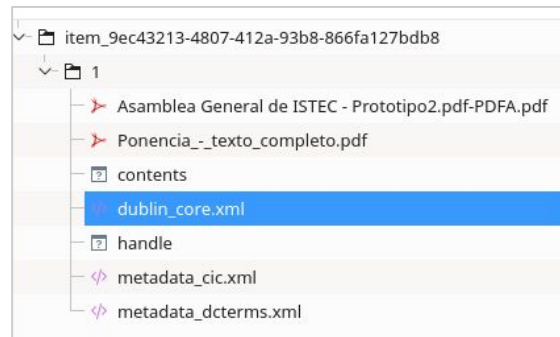 item_9ec43213-4807-412a-93b8-866fa127bdb8
1
Asamblea General de ISTEC - Prototipo2.pdf-PDFA.pdf
Ponencia_-_texto_completo.pdf
contents
dublin_core.xml
handle
metadata_cic.xml
metadata_dcterms.xml